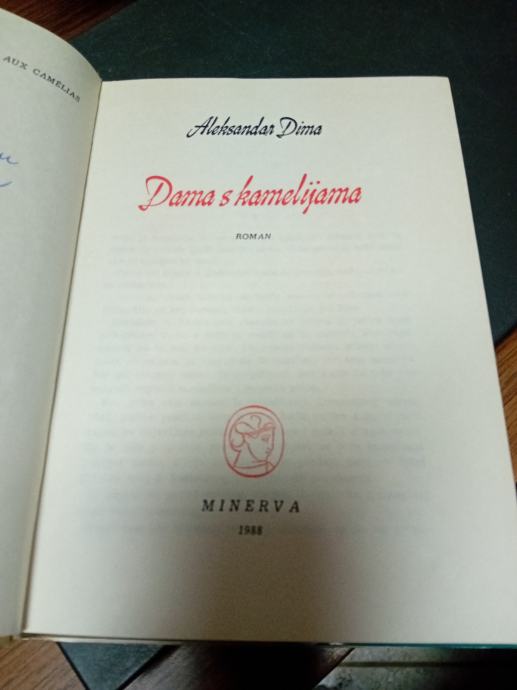 AUX CAMÉLIAS
Aleksandar Dima
Dama s kamelijama
ROMAN
MINERVA
1988